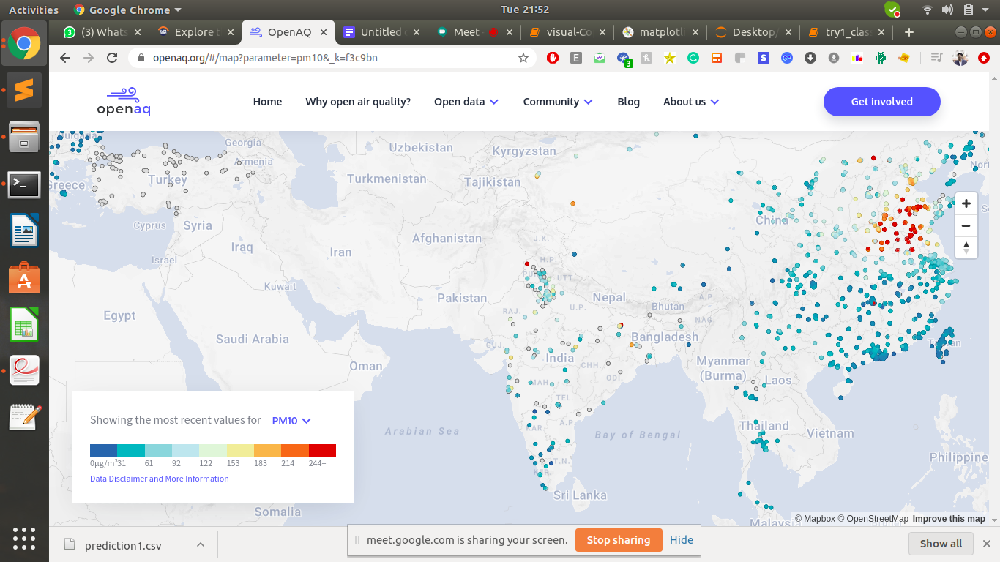 Activities Google Chrome Tue 21:52
(3) Whats Explore t OpenAQ Untitled Meet visual-Co matplotli Desktop/ try1_clas
openaq.org/#/map?parameter=pm10&_k=f3c9bn
openaq Home Why open air quality? Open data Community Blog About us Get involved
Bulgaria Georgia Uzbekistan Kyrgyzstan
Armenia
Greece Turkey Turkmenistan Tajikistan
Cyprus Syria China
Afghanistan J.K.
Israel Iraq Iran H.P.
Kuwait UTT.
Pakistan Nepal A.P.
Egypt RAJ. U.P. Bhutan
NAG.
Saudi Arabia GUJ. Bangladesh Taiwan
Oman India CHH. Myanmar
(Burma)
MAH. ODI. Laos
TEL.
Arabian Sea KAR. A.P. Bay of Bengal Thailand Vietnam
T.N. Philippine
KER.
Sri Lanka
Somalia Malaysia
Showing the most recent values for PM10
0µg/m³ 31 61 92 122 153 183 214 244+
Data Disclaimer and More Information
© Mapbox © OpenStreetMap Improve this map
prediction1.csv meet.google.com is sharing your screen. Stop sharing Hide Show all